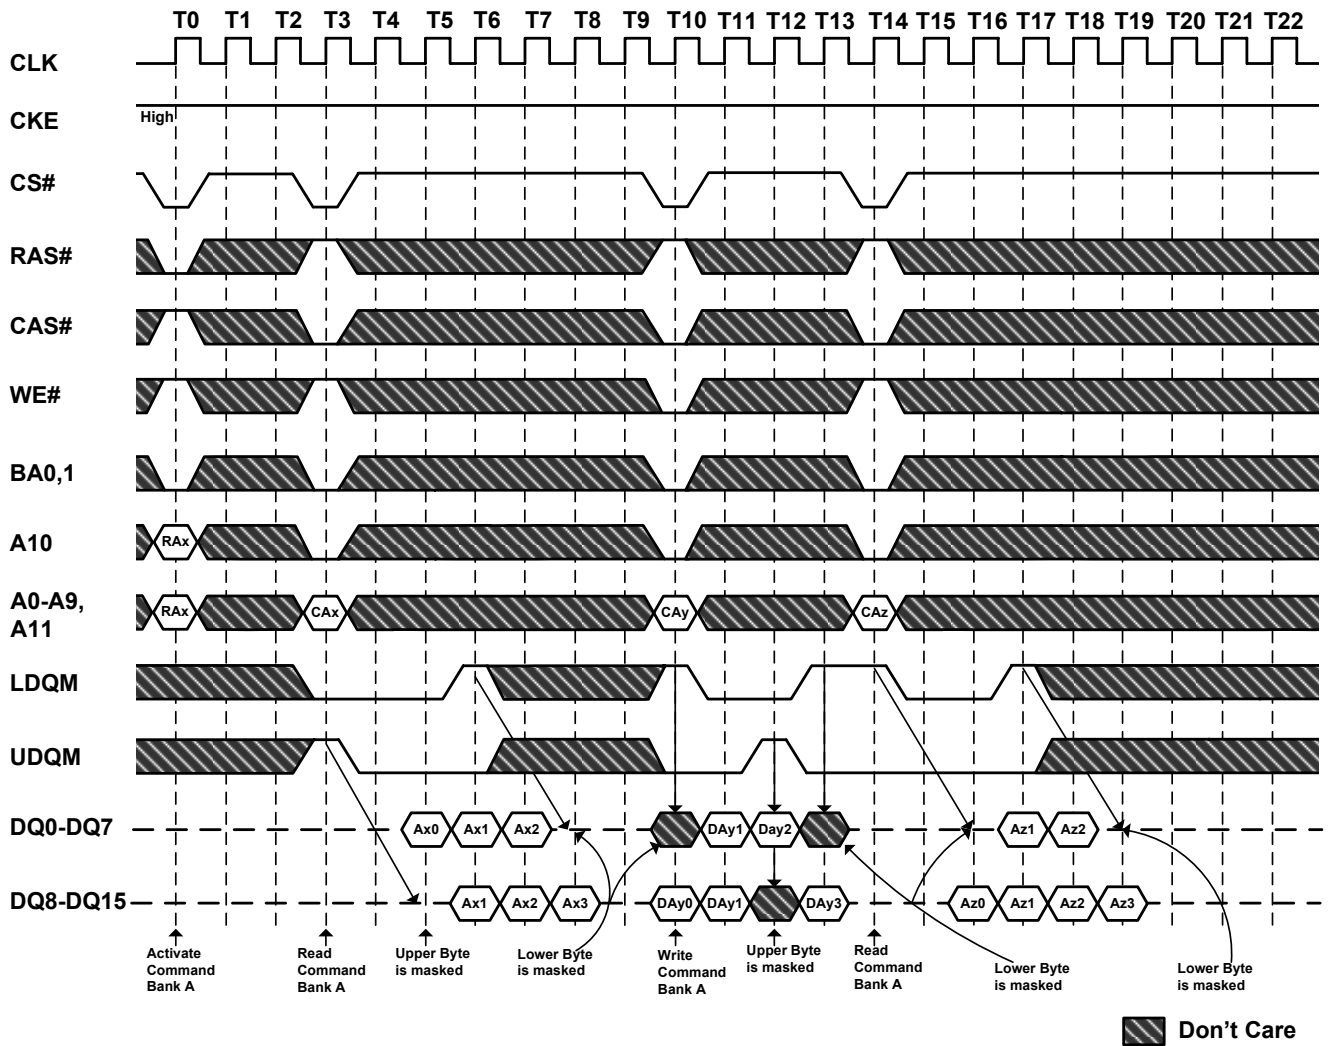 T0 T1 T2 T3 T4 T5 T6 T7 T8 T9 T10 T11 T12 T13 T14 T15 T16 T17 T18 T19 T20 T21 T22
CLK
CKE
High
CS#
RAS#
CAS#
WE#
BA0,1
A10
RAx
A0-A9,
A11
RAx CAx CAy CAz
LDQM
UDQM
DQ0-DQ7
Ax0 Ax1 Ax2 DAy1 Day2 Az1 Az2
DQ8-DQ15
Ax1 Ax2 Ax3 DAy0 DAy1 DAy3 Az0 Az1 Az2 Az3
Activate
Command
Bank A
Read
Command
Bank A
Upper Byte
is masked
Lower Byte
is masked
Write
Command
Bank A
Upper Byte
is masked
Read
Command
Bank A
Lower Byte
is masked
Lower Byte
is masked
Don't Care